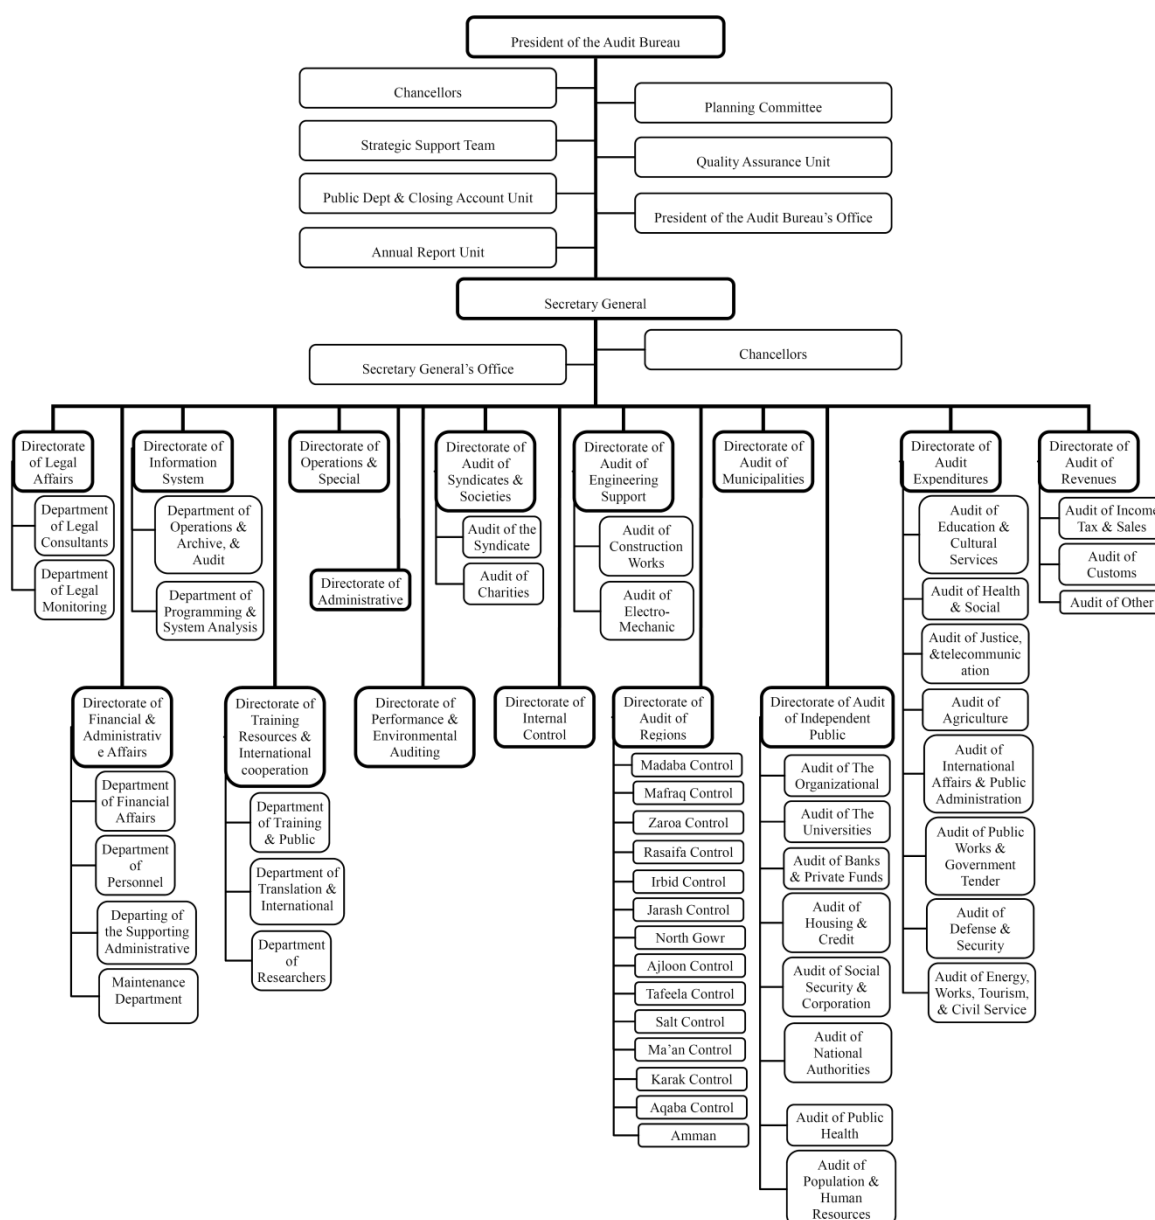 President of the Audit Bureau
Chancellors
Planning Committee
Strategic Support Team
Quality Assurance Unit
Public Dept & Closing Account Unit
President of the Audit Bureau's Office
Annual Report Unit
Secretary General
Chancellors
Secretary General's Office
Directorate
of Legal
Affairs
Department
of Legal
Consultants
Department
of Legal
Monitoring
Directorate of
Information
System
Department of
Operations &
Archive, &
Audit
Department of
Programming &
System Analysis
Directorate of
Operations &
Special
Directorate of
Administrative
Directorate of
Audit of
Syndicates &
Societies
Audit of the
Syndicate
Audit of
Charities
Directorate of
Audit of
Engineering
Support
Audit of
Construction
Works
Audit of
Electro-
Mechanic
Directorate of
Audit of
Municipalities
Directorate of
Audit
Expenditures
Audit of
Education &
Cultural
Services
Audit of Health
& Social
Audit of Justice,
&telecommunic
ation
Audit of
Agriculture
Audit of
International
Affairs & Public
Administration
Audit of Public
Works &
Government
Tender
Audit of
Defense &
Security
Audit of Energy,
Works, Tourism,
& Civil Service
Directorate of
Audit of
Revenues
Audit of Income
Tax & Sales
Audit of
Customs
Audit of Other
Directorate of
Financial &
Administrativ
e Affairs
Department
of Financial
Affairs
Department
of
Personnel
Departing of
the Supporting
Administrative
Maintenance
Department
Directorate of
Training
Resources &
International
cooperation
Department
of Training
& Public
Department of
Translation &
International
Department
of
Researchers
Directorate of
Performance &
Environmental
Auditing
Directorate of
Internal
Control
Directorate of
Audit of
Regions
Madaba Control
Mafraq Control
Zaroa Control
Rasaifa Control
Irbid Control
Jarash Control
North Gowr
Ajloon Control
Tafeela Control
Salt Control
Ma'an Control
Karak Control
Aqaba Control
Amman
Directorate of Audit
of Independent
Public
Audit of The
Organizational
Audit of The
Universities
Audit of Banks
& Private Funds
Audit of
Housing &
Credit
Audit of Social
Security &
Corporation
Audit of
National
Authorities
Audit of Public
Health
Audit of
Population &
Human
Resources